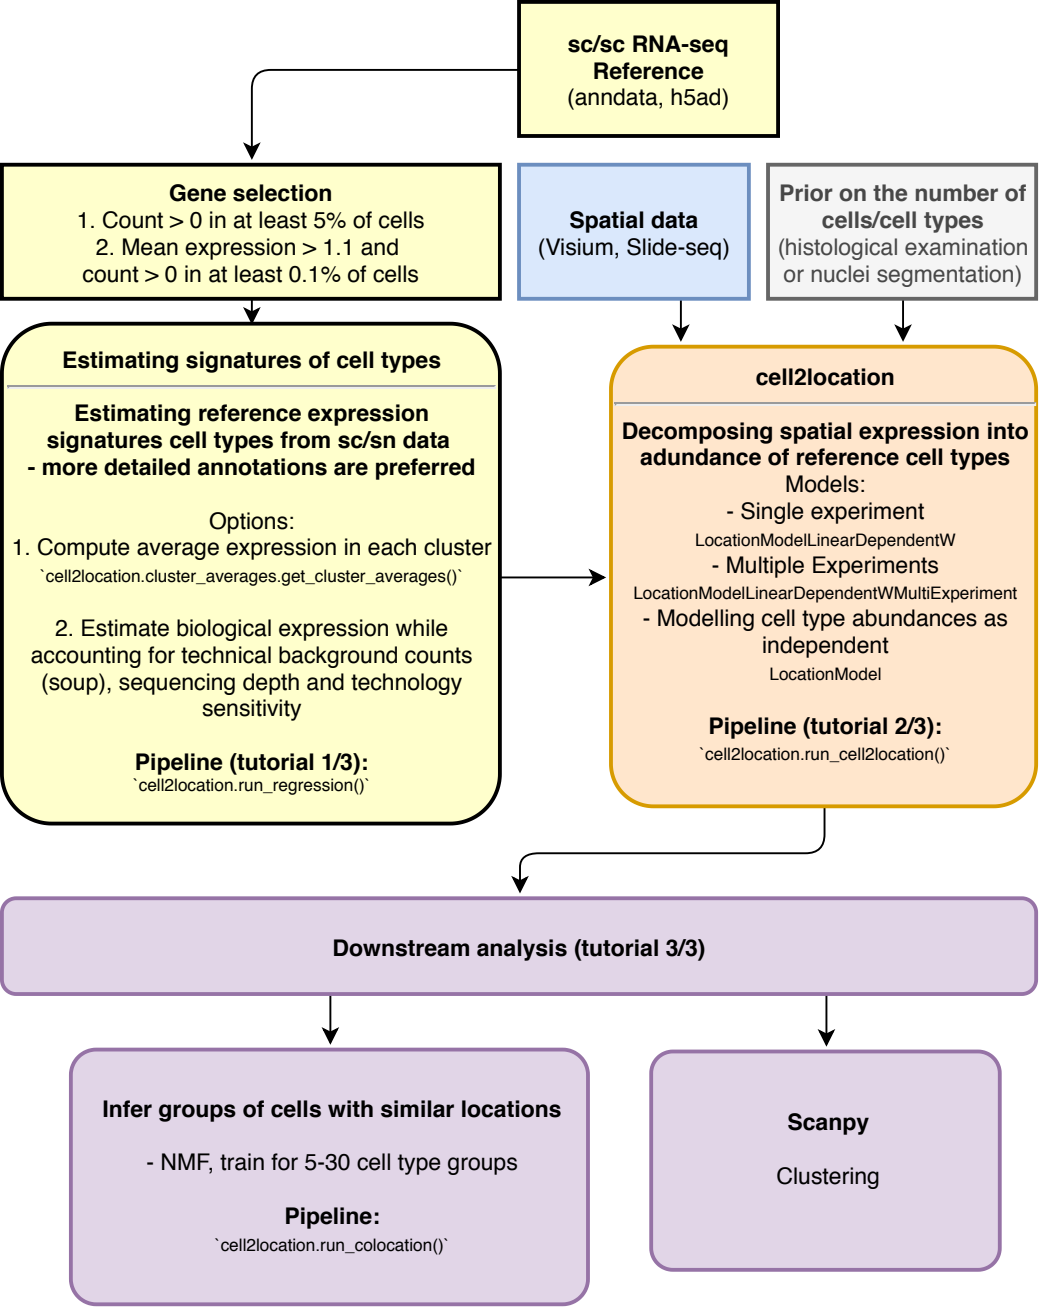 sc/sc RNA-seq
Reference
(anndata, h5ad)
Gene selection
1. Count > 0 in at least 5% of cells
2. Mean expression > 1.1 and
count > 0 in at least 0.1% of cells
Spatial data
(Visium, Slide-seq)
Prior on the number of
cells/cell types
(histological examination
or nuclei segmentation)
Estimating signatures of cell types
Estimating reference expression
signatures cell types from sc/sn data
- more detailed annotations are preferred
Options:
1. Compute average expression in each cluster
`cell2location.cluster_averages.get_cluster_averages()`
2. Estimate biological expression while
accounting for technical background counts
(soup), sequencing depth and technology
sensitivity
Pipeline (tutorial 1/3):
`cell2location.run_regression()`
cell2location
Decomposing spatial expression into
adundance of reference cell types
Models:
- Single experiment
LocationModelLinearDependentW
- Multiple Experiments
LocationModelLinearDependentWMultiExperiment
- Modelling cell type abundances as
independent
LocationModel
Pipeline (tutorial 2/3):
`cell2location.run_cell2location()`
Downstream analysis (tutorial 3/3)
Infer groups of cells with similar locations
- NMF, train for 5-30 cell type groups
Pipeline:
`cell2location.run_colocation()`
Scanpy
Clustering